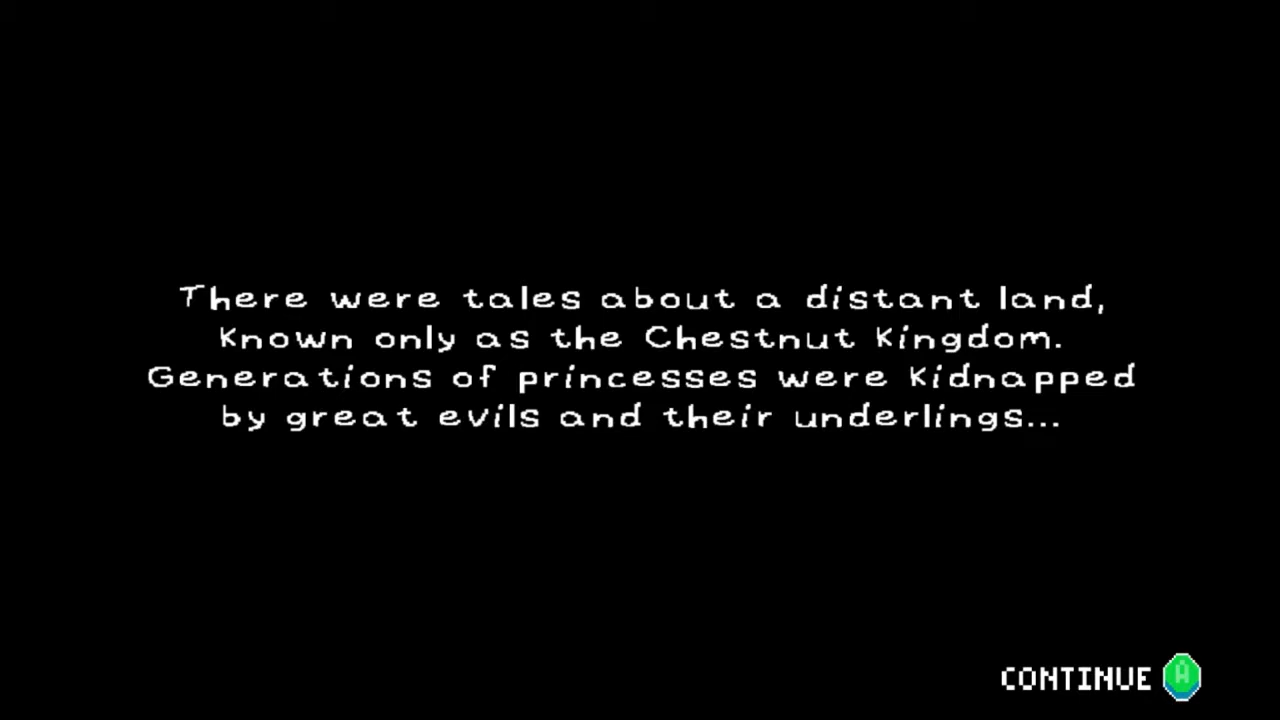 There were tales about a distant land,
Known only as the Chestnut Kingdom.
Generations of princesses were kidnapped
by great evils and their underlings...
CONTINUE A